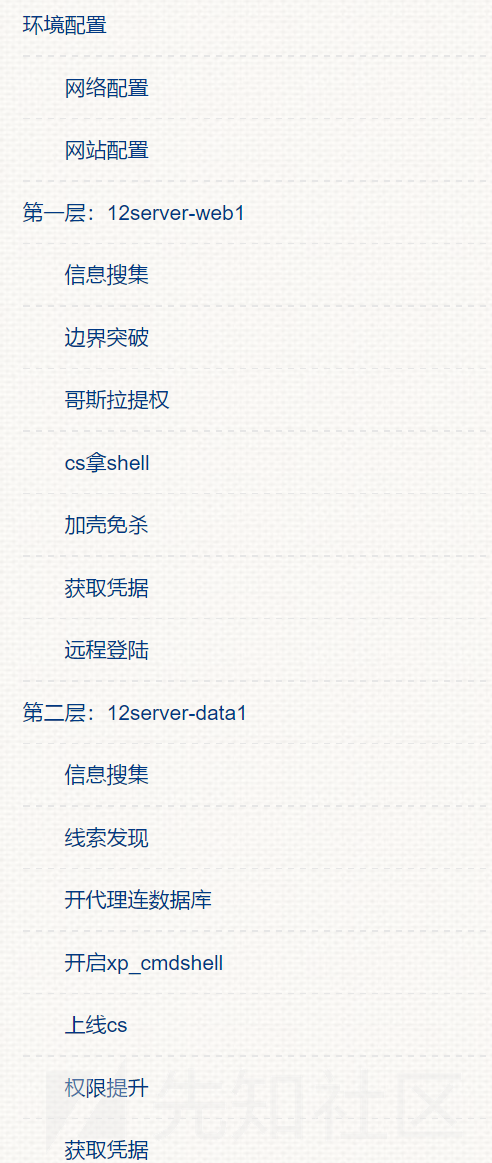 环境配置
网络配置
网站配置
第一层：12server-web1
信息搜集
边界突破
哥斯拉提权
cs拿shell
加壳免杀
获取凭据
远程登陆
第二层：12server-data1
信息搜集
线索发现
开代理连数据库
开启xp_cmdshell
上线cs
权限提升
先知社区
获取凭据